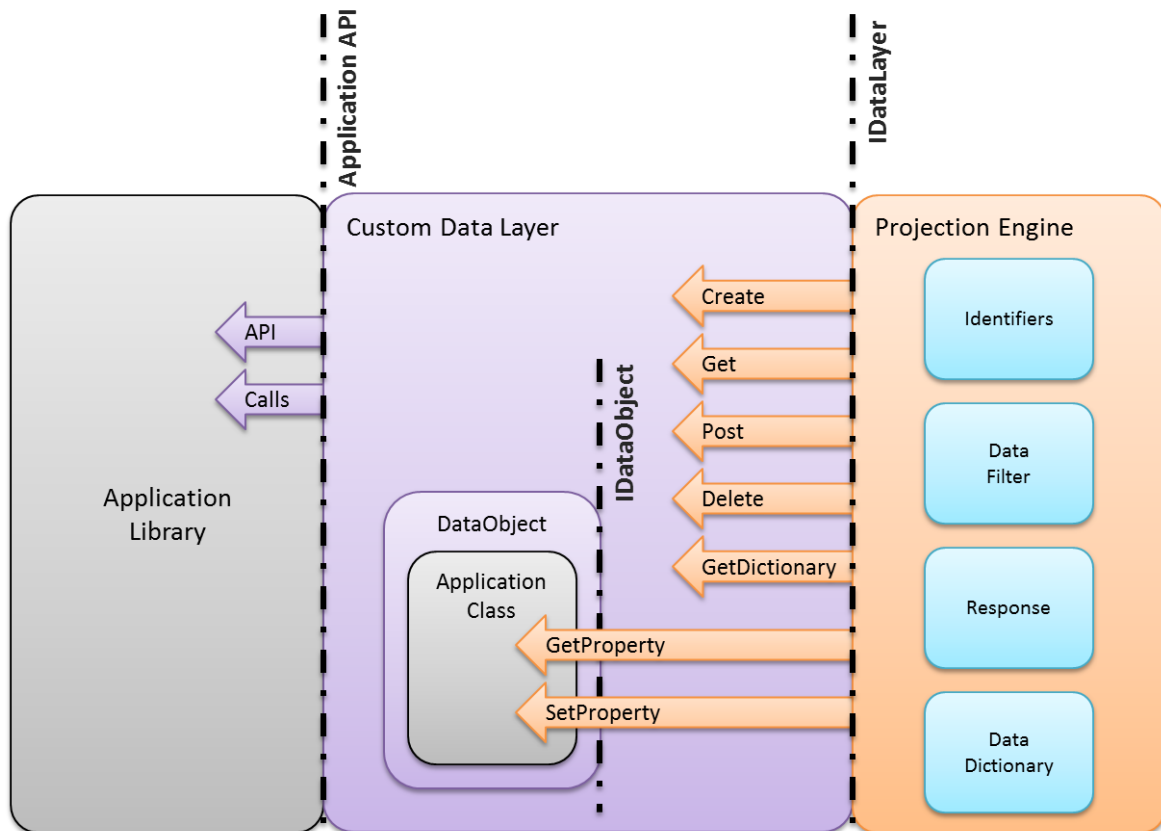 Application API
IDataLayer
Custom Data Layer
Projection Engine
API
Calls
Application
Library
Create
Get
Post
Delete
GetDictionary
IDataObject
DataObject
Application
Class
GetProperty
SetProperty
Identifiers
Data
Filter
Response
Data
Dictionary